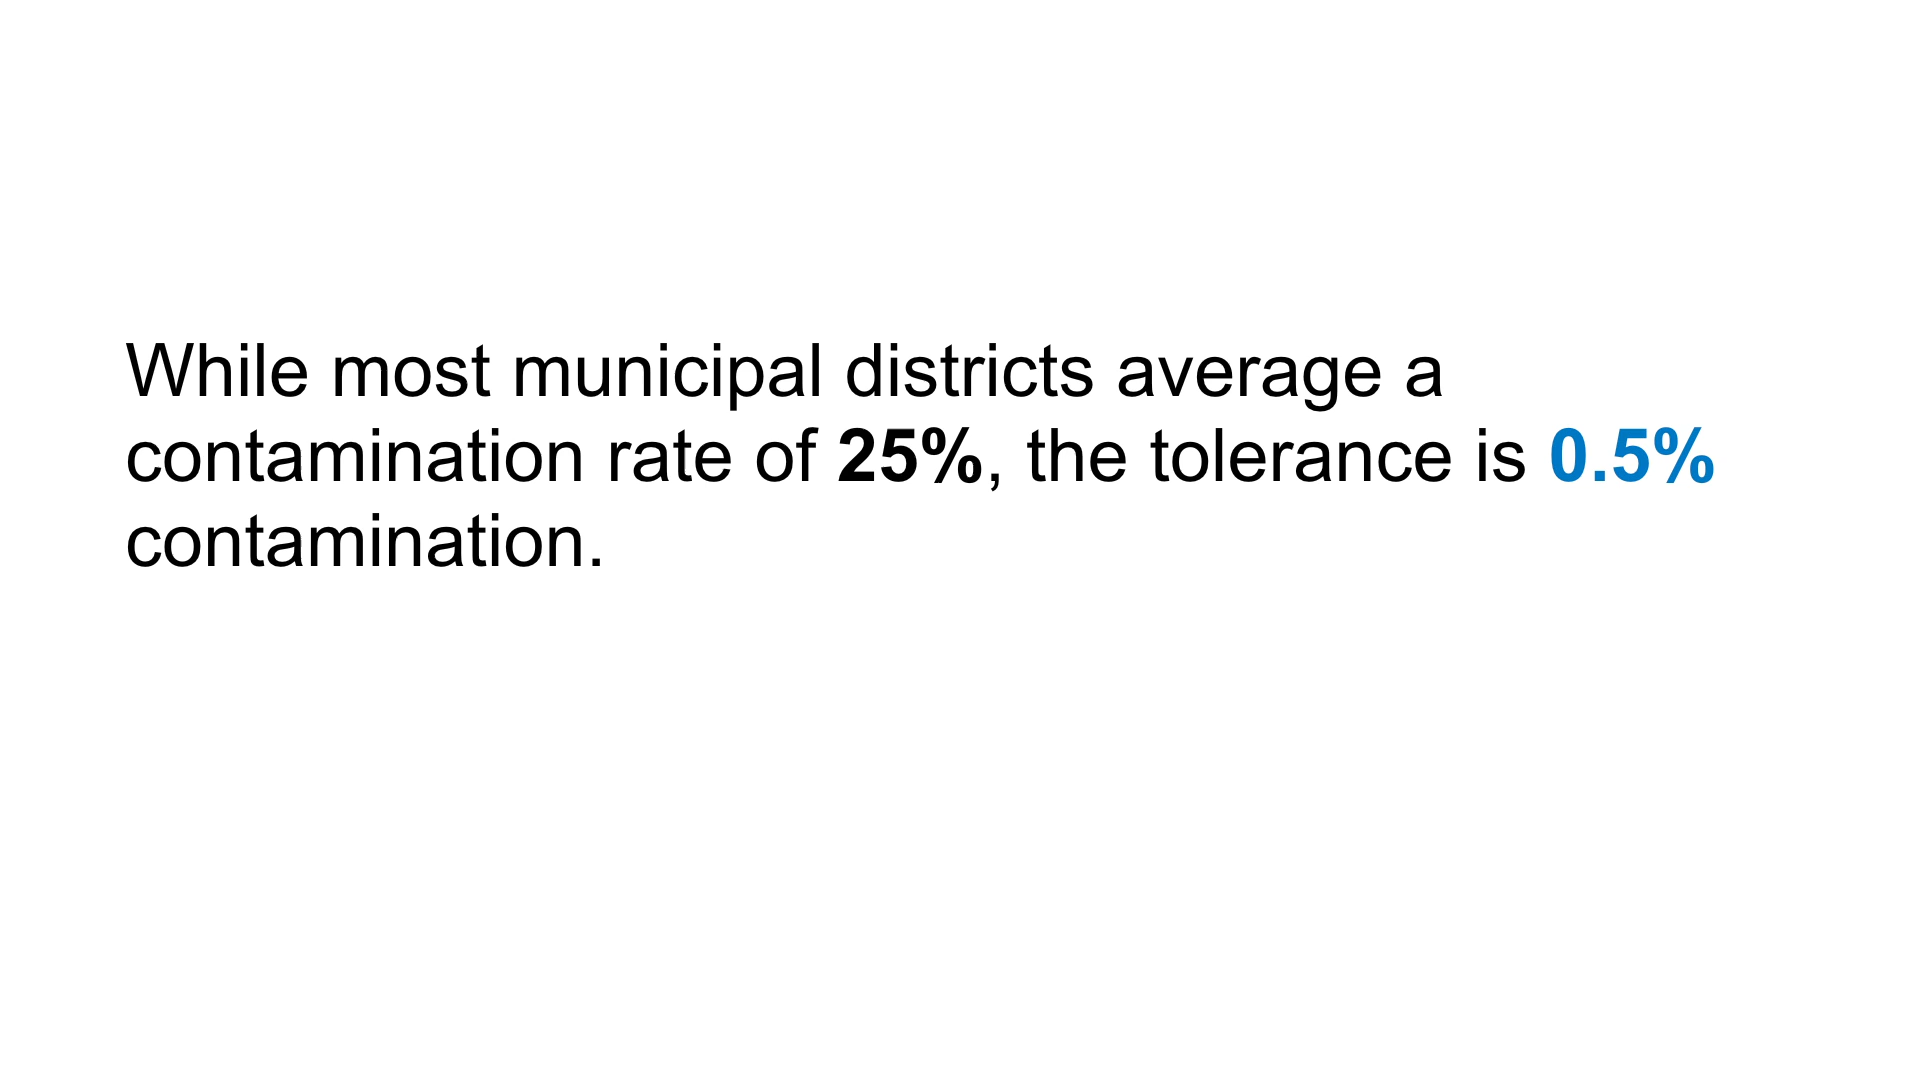 While most municipal districts average a
contamination rate of 25%, the tolerance is 0.5%
contamination.